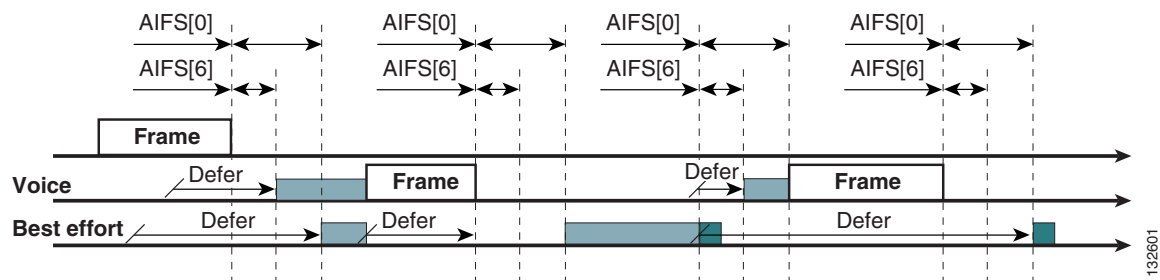 AIFS[0] AIFS[0] AIFS[0] AIFS[0]
AIFS[6] AIFS[6] AIFS[6] AIFS[6]
Frame
Voice Defer Frame Defer Frame
Best effort Defer Defer Defer
132601